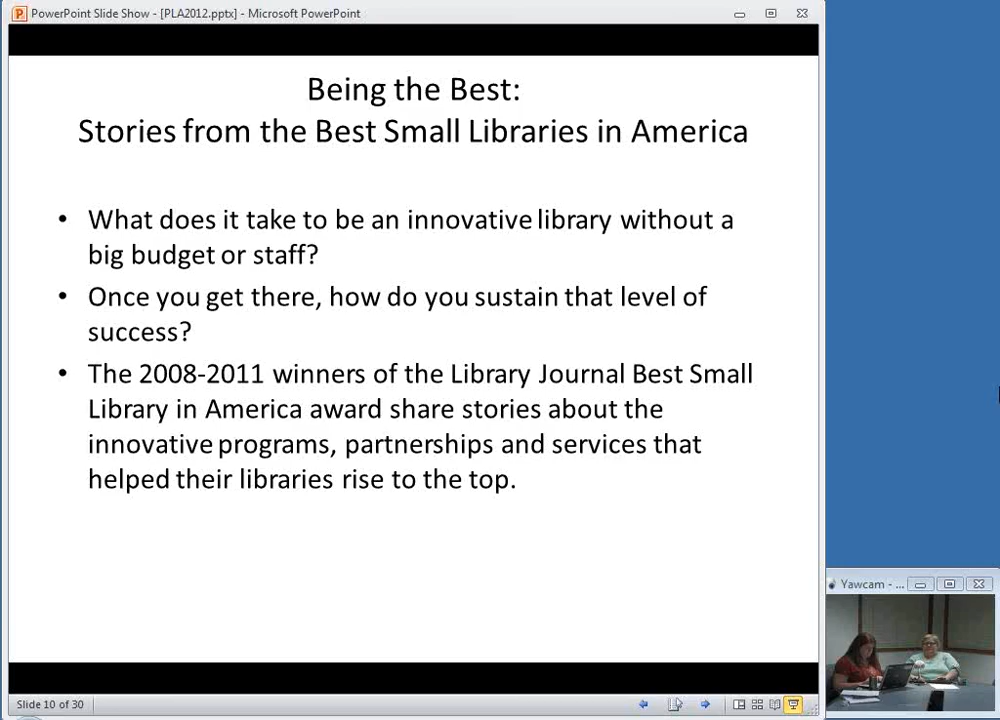 PowerPoint Slide Show - [PLA2012.pptx] - Microsoft PowerPoint
Being the Best:
Stories from the Best Small Libraries in America
• What does it take to be an innovative library without a
big budget or staff?
• Once you get there, how do you sustain that level of
success?
• The 2008-2011 winners of the Library Journal Best Small
Library in America award share stories about the
innovative programs, partnerships and services that
helped their libraries rise to the top.
Yawcam - ...
Slide 10 of 30